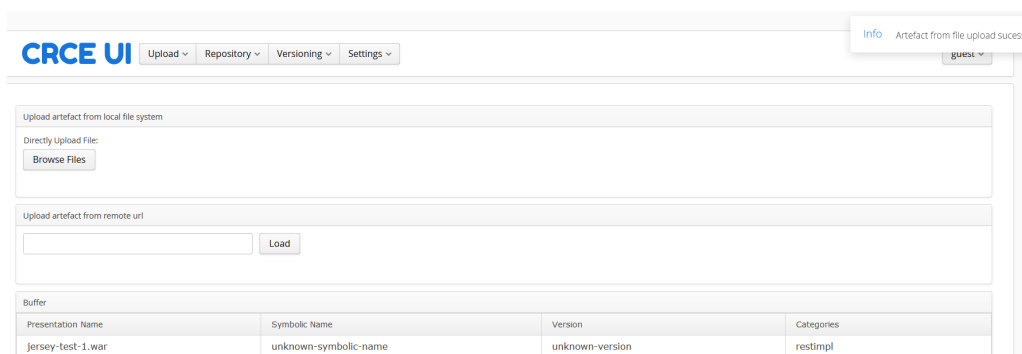 Info Artefact from file upload sucess
CRCE UI Upload Repository Versioning Settings guest
Upload artefact from local file system
Directly Upload File:
Browse Files
Upload artefact from remote url
Load
Buffer
Presentation Name Symbolic Name Version Categories
jersey-test-1.war unknown-symbolic-name unknown-version restimpl